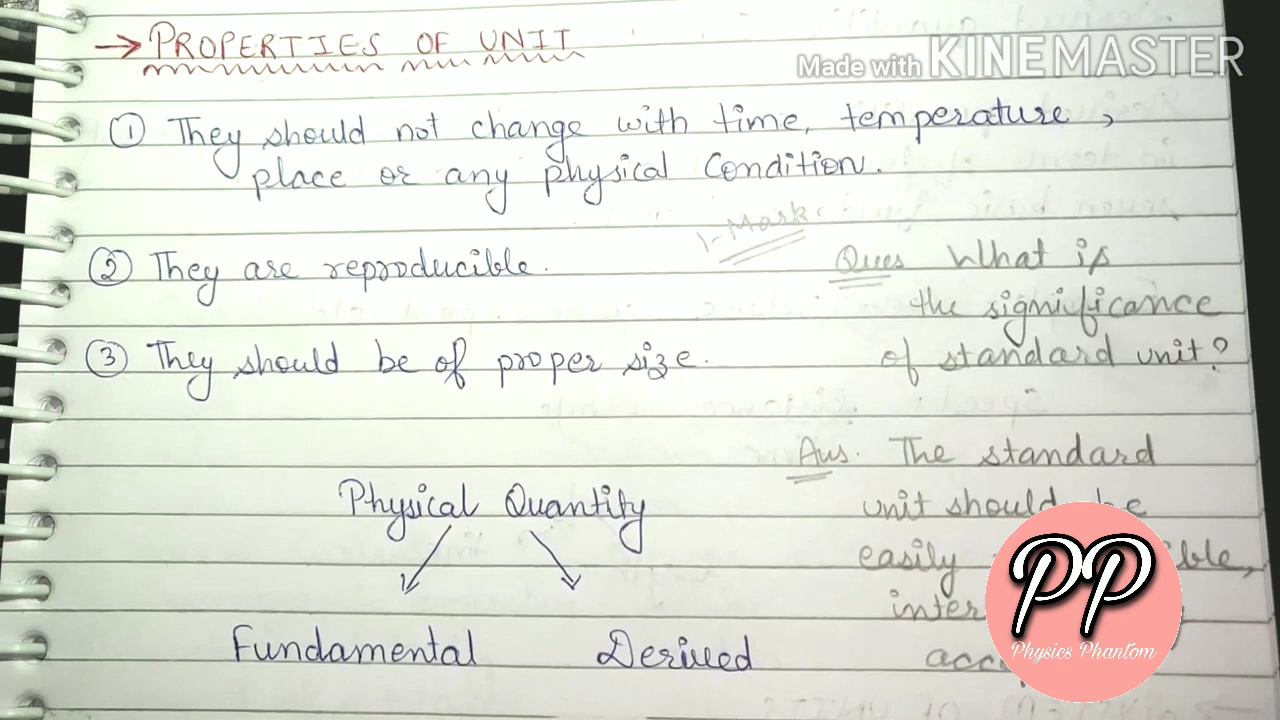 → PROPERTIES OF UNIT
Made with KINEMASTER
① They should not change with time, temperature,
place or any physical condition.
1-Mark
② They are reproducible.
Ques What is
the significance
of standard unit?
③ They should be of proper size.
Ans. The standard
unit should be
easily
Physical Quantity
Fundamental Derived
PP
Physics Phantom